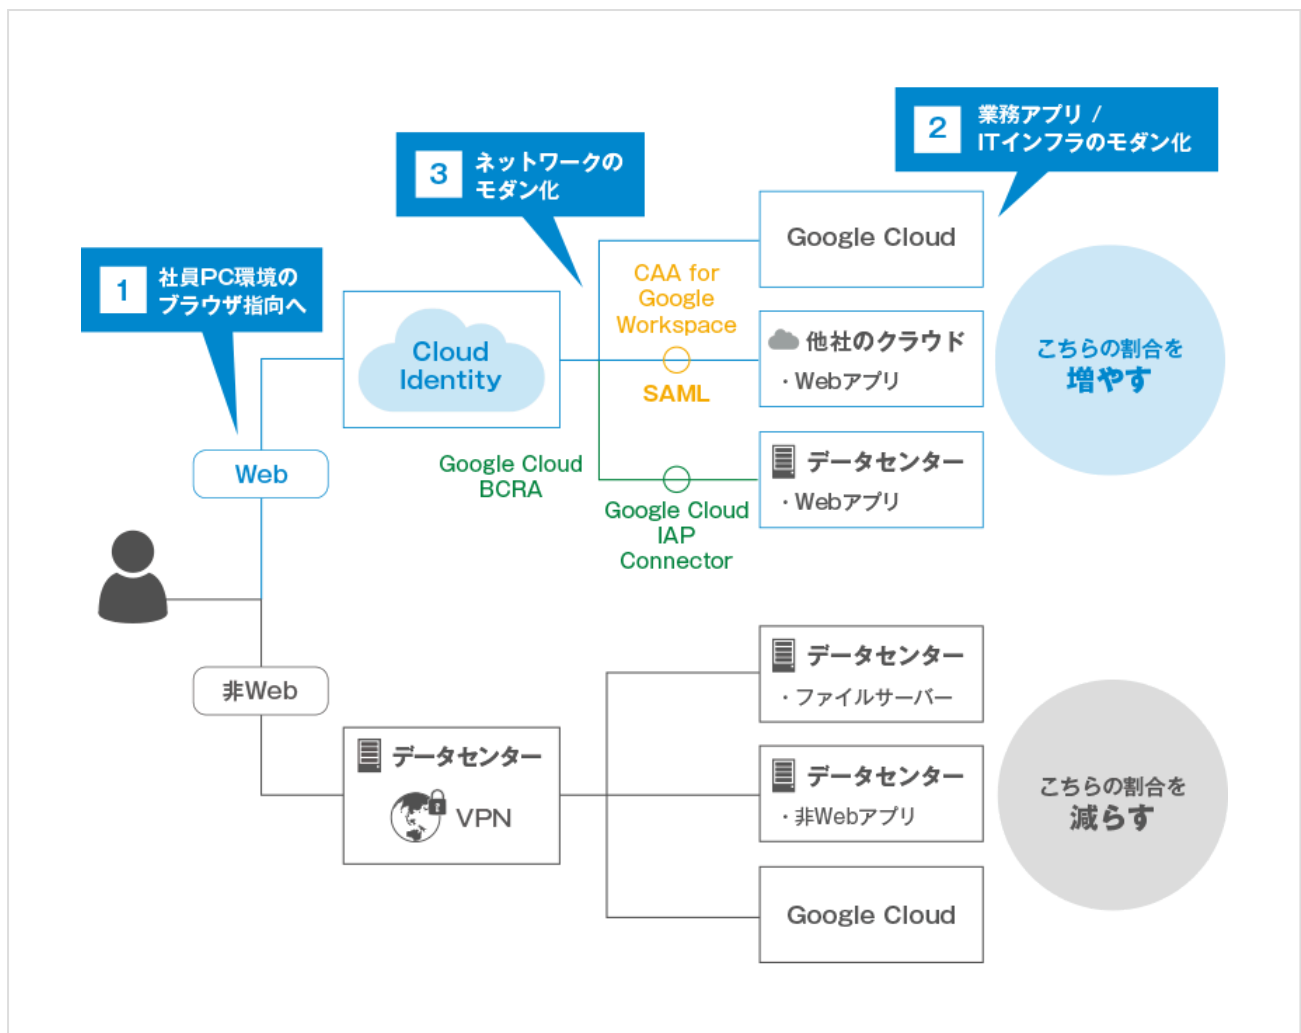 2
業務アプリ /
ITインフラのモダン化
3
ネットワークの
モダン化
1
社員PC環境の
ブラウザ指向へ
Google Cloud
CAA for
Google
Workspace
SAML
Cloud
Identity
他社のクラウド
・Webアプリ
こちらの割合を
増やす
Web
Google Cloud
BCRA
Google Cloud
IAP
Connector
データセンター
・Webアプリ
非Web
データセンター
VPN
データセンター
・ファイルサーバー
データセンター
・非Webアプリ
Google Cloud
こちらの割合を
減らす